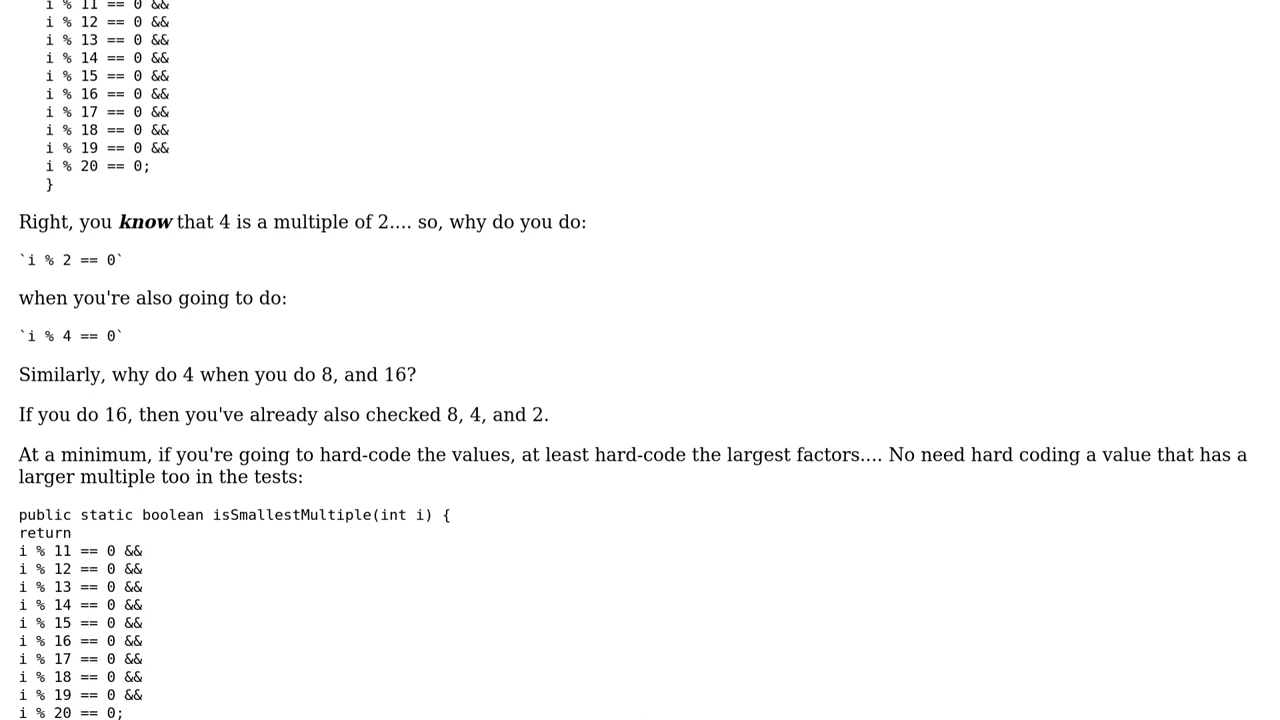 i % 11 == 0 &&
i % 12 == 0 &&
i % 13 == 0 &&
i % 14 == 0 &&
i % 15 == 0 &&
i % 16 == 0 &&
i % 17 == 0 &&
i % 18 == 0 &&
i % 19 == 0 &&
i % 20 == 0;
}
Right, you know that 4 is a multiple of 2.... so, why do you do:
`i % 2 == 0`
when you're also going to do:
`i % 4 == 0`
Similarly, why do 4 when you do 8, and 16?
If you do 16, then you've already also checked 8, 4, and 2.
At a minimum, if you're going to hard-code the values, at least hard-code the largest factors.... No need hard coding a value that has a
larger multiple too in the tests:
public static boolean isSmallestMultiple(int i) {
return
i % 11 == 0 &&
i % 12 == 0 &&
i % 13 == 0 &&
i % 14 == 0 &&
i % 15 == 0 &&
i % 16 == 0 &&
i % 17 == 0 &&
i % 18 == 0 &&
i % 19 == 0 &&
i % 20 == 0;